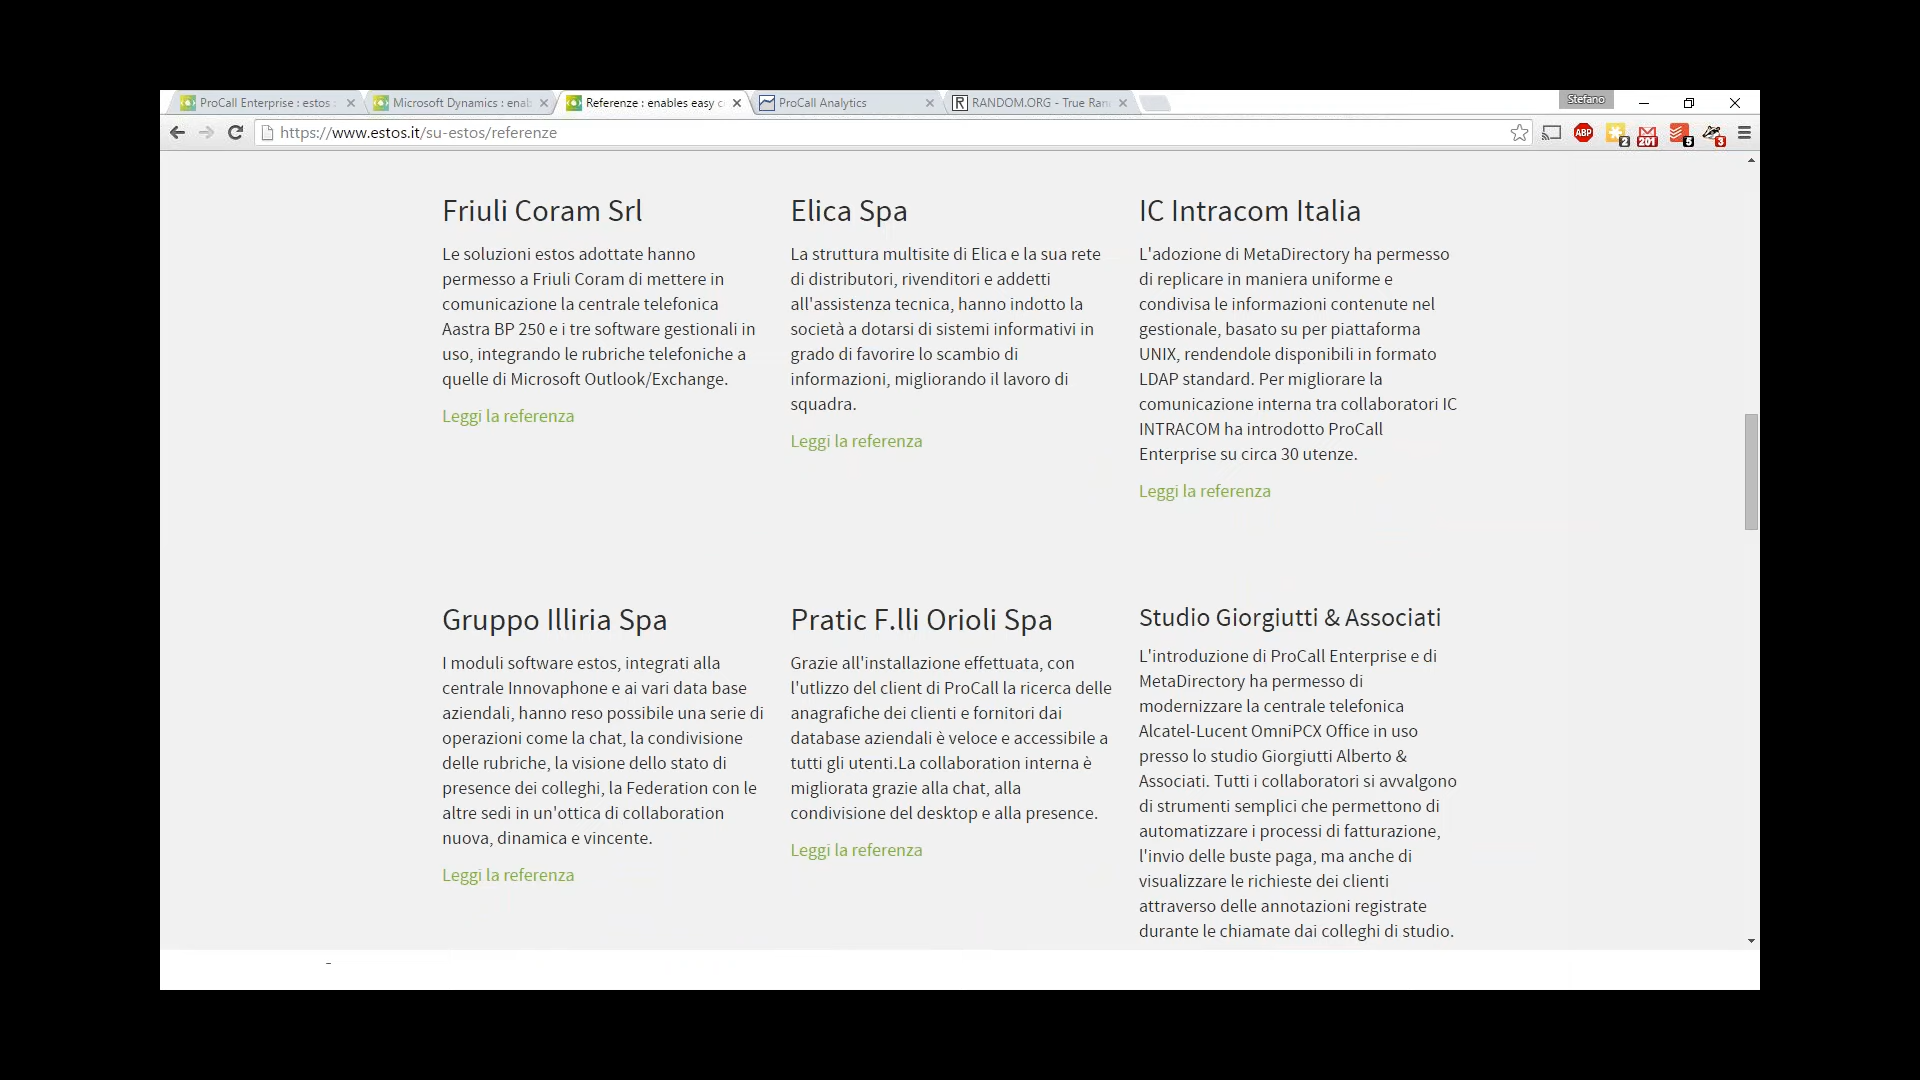 ProCall Enterprise : estos
Microsoft Dynamics : enab
Referenze : enables easy c
ProCall Analytics
RANDOM.ORG - True Ran
Stefano
https://www.estos.it/su-estos/referenze
ABP
2
201
5
3
Friuli Coram Srl
Le soluzioni estos adottate hanno
permesso a Friuli Coram di mettere in
comunicazione la centrale telefonica
Aastra BP 250 e i tre software gestionali in
uso, integrando le rubriche telefoniche a
quelle di Microsoft Outlook/Exchange.
Leggi la referenza
Elica Spa
La struttura multisite di Elica e la sua rete
di distributori, rivenditori e addetti
all'assistenza tecnica, hanno indotto la
società a dotarsi di sistemi informativi in
grado di favorire lo scambio di
informazioni, migliorando il lavoro di
squadra.
Leggi la referenza
IC Intracom Italia
L'adozione di MetaDirectory ha permesso
di replicare in maniera uniforme e
condivisa le informazioni contenute nel
gestionale, basato su per piattaforma
UNIX, rendendole disponibili in formato
LDAP standard. Per migliorare la
comunicazione interna tra collaboratori IC
INTRACOM ha introdotto ProCall
Enterprise su circa 30 utenze.
Leggi la referenza
Gruppo Illiria Spa
I moduli software estos, integrati alla
centrale Innovaphone e ai vari data base
aziendali, hanno reso possibile una serie di
operazioni come la chat, la condivisione
delle rubriche, la visione dello stato di
presence dei colleghi, la Federation con le
altre sedi in un'ottica di collaboration
nuova, dinamica e vincente.
Leggi la referenza
Pratic F.lli Orioli Spa
Grazie all'installazione effettuata, con
l'utlizzo del client di ProCall la ricerca delle
anagrafiche dei clienti e fornitori dai
database aziendali è veloce e accessibile a
tutti gli utenti.La collaboration interna è
migliorata grazie alla chat, alla
condivisione del desktop e alla presence.
Leggi la referenza
Studio Giorgiutti & Associati
L'introduzione di ProCall Enterprise e di
MetaDirectory ha permesso di
modernizzare la centrale telefonica
Alcatel-Lucent OmniPCX Office in uso
presso lo studio Giorgiutti Alberto &
Associati. Tutti i collaboratori si avvalgono
di strumenti semplici che permettono di
automatizzare i processi di fatturazione,
l'invio delle buste paga, ma anche di
visualizzare le richieste dei clienti
attraverso delle annotazioni registrate
durante le chiamate dai colleghi di studio.